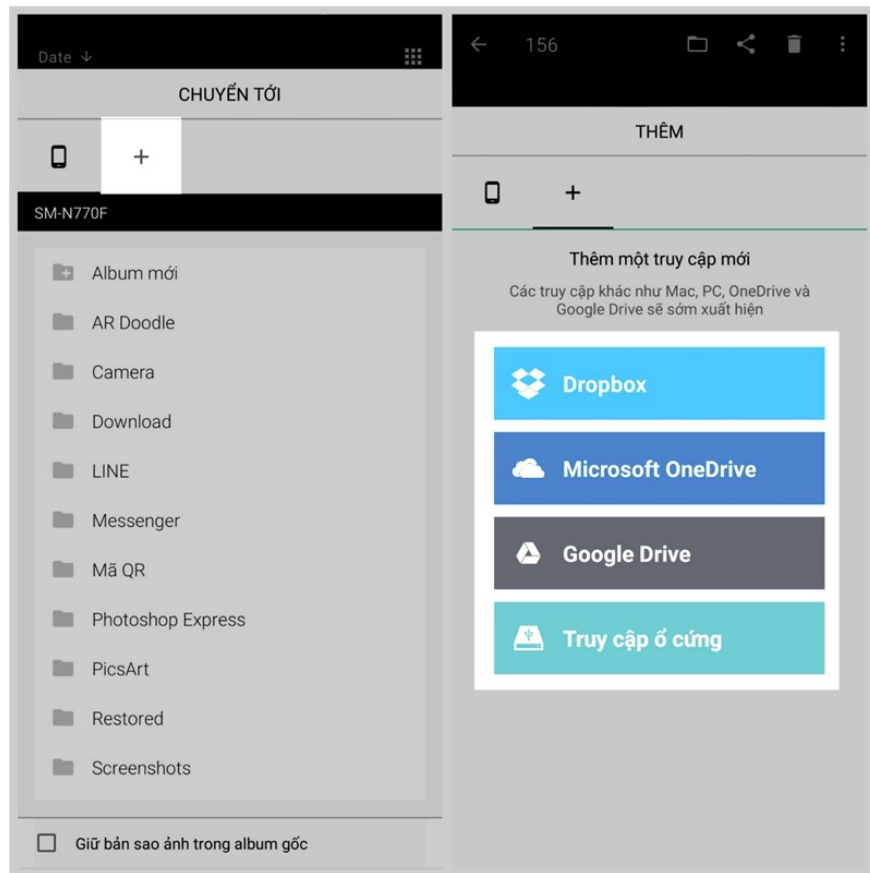 Date ↓
CHUYỂN TỚI
+
SM-N770F
Album mới
AR Doodle
Camera
Download
LINE
Messenger
Mã QR
Photoshop Express
PicsArt
Restored
Screenshots
Giữ bản sao ảnh trong album gốc
156
THÊM
+
Thêm một truy cập mới
Các truy cập khác như Mac, PC, OneDrive và
Google Drive sẽ sớm xuất hiện
Dropbox
Microsoft OneDrive
Google Drive
Truy cập ổ cứng